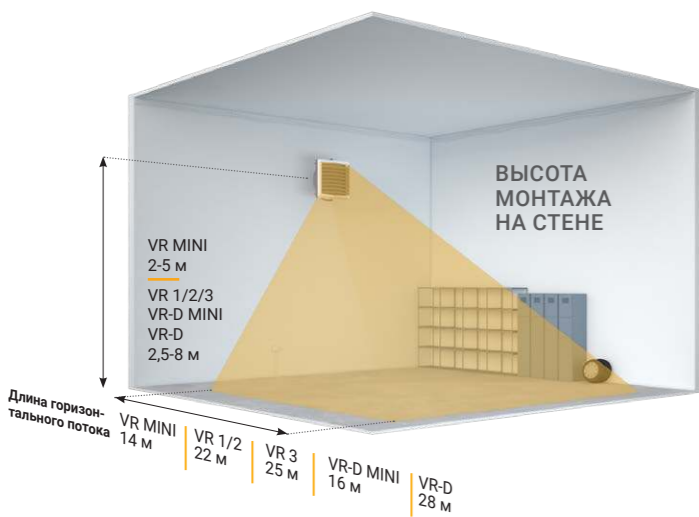 ВЫСОТА
МОНТАЖА
НА СТЕНЕ
VR MINI
2-5 м
VR 1/2/3
VR-D MINI
VR-D
2,5-8 м
Длина горизон-
тального потока
VR MINI
14 м
VR 1/2
22 м
VR 3
25 м
VR-D MINI
16 м
VR-D
28 м